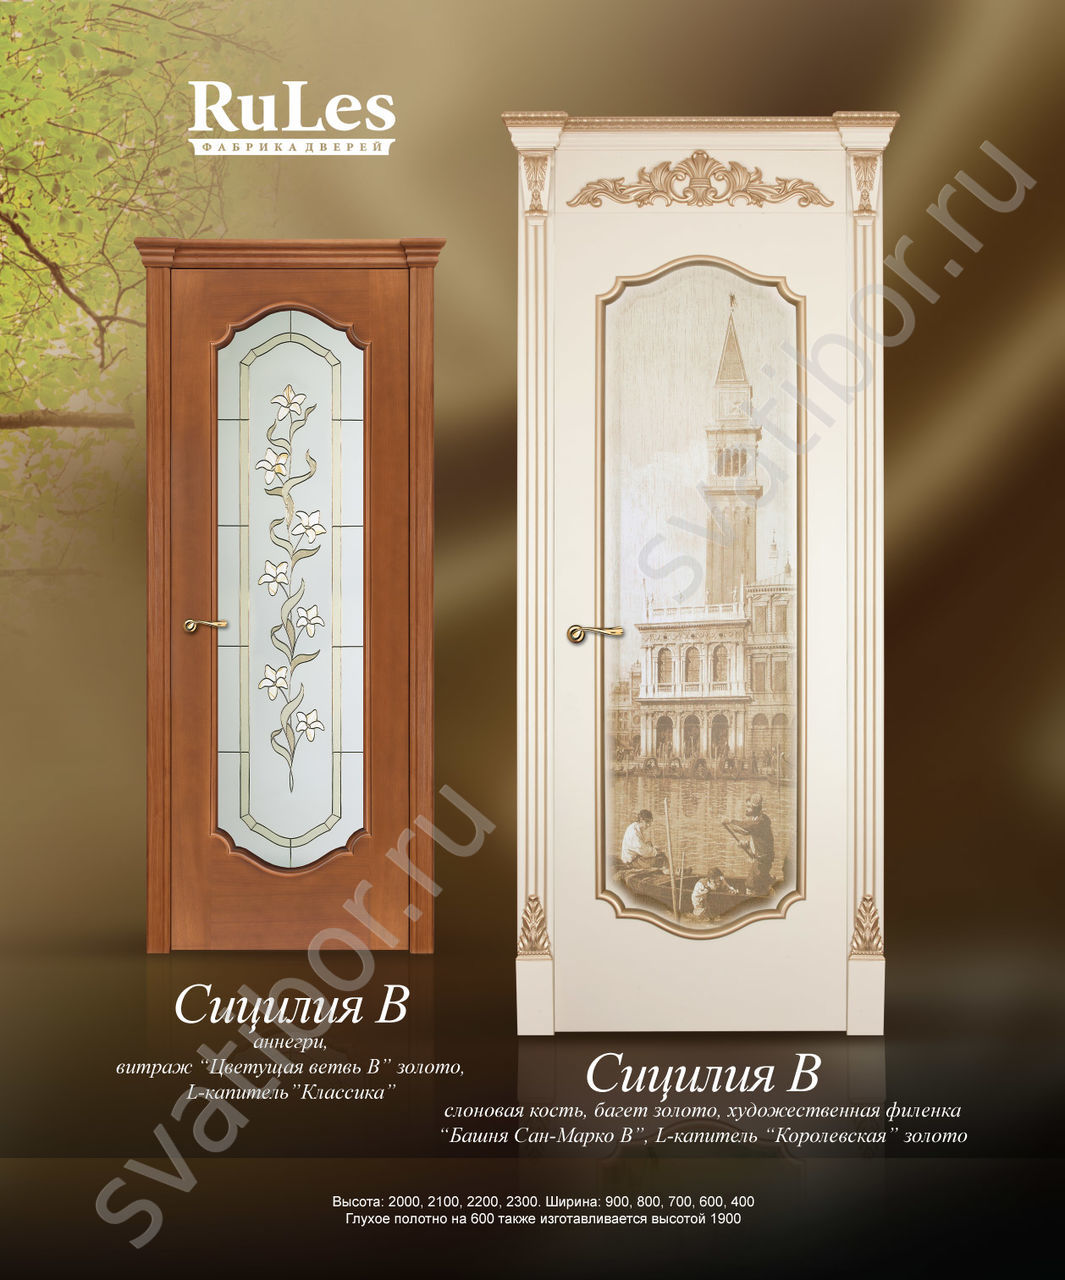 RuLes
ФАБРИКА ДВЕРЕЙ
svatibor.ru
Сицилия В
аннегри,
витраж “Цветущая ветвь В” золото,
L-капитель”Классика”
svatibor.ru
Сицилия В
слоновая кость, багет золото, художественная филенка
“Башня Сан-Марко В”, L-капитель “Королевская” золото
Высота: 2000, 2100, 2200, 2300. Ширина: 900, 800, 700, 600, 400
Глухое полотно на 600 также изготавливается высотой 1900